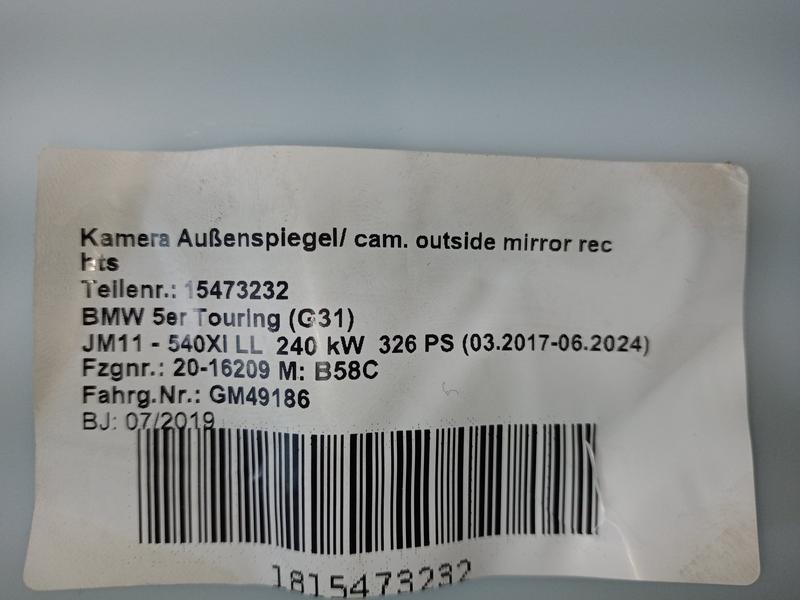 Kamera Außenspiegel/ cam. outside mirror rec
hts
Teilenr.: 15473232
BMW 5er Touring (G31)
JM11 - 540XI LL 240 kW 326 PS (03.2017-06.2024)
Fzgnr.: 20-16209 M: B58C
Fahrg.Nr.: GM49186
BJ: 07/2019
1815473232